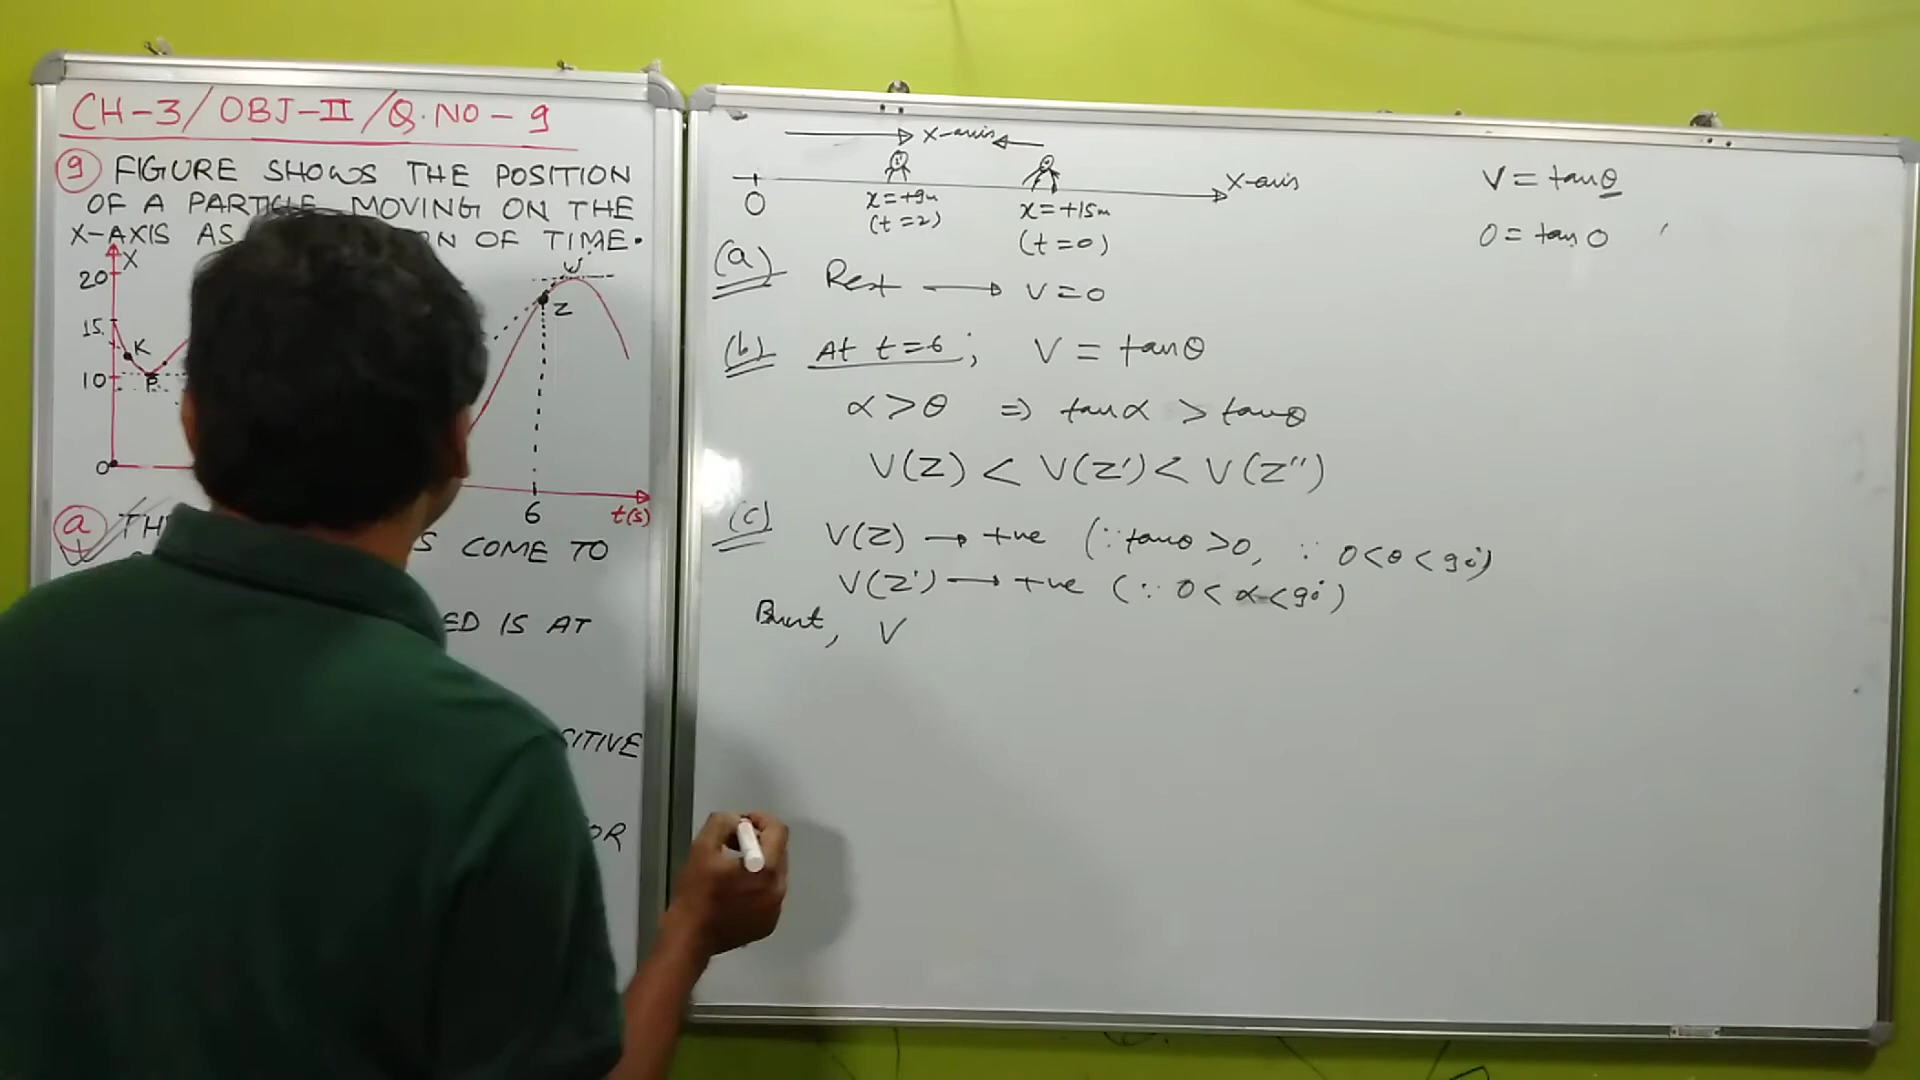 CH-3/OBJ-II/Q.NO-9
9 FIGURE SHOWS THE POSITION
OF A PARTICLE MOVING ON THE
X-AXIS AS N OF TIME.
X
20
15
K
10
P
0
Z
6
t(s)
a TH S COME TO
ED IS AT
SITIVE
OR
X-axis
0
x=+9m
(t=2)
x=+15m
(t=0)
X-axis
V = tanθ
0 = tan 0
(a) Rest → V=0
(b) At t=6; V = tanθ
α>θ ⇒ tanα > tanθ
V(Z) < V(Z') < V(Z'')
(c) V(Z) → +ve (∵ tanθ >0, ∵ 0<θ<90°)
V(Z') → +ve (∵ 0<α<90°)
But, V